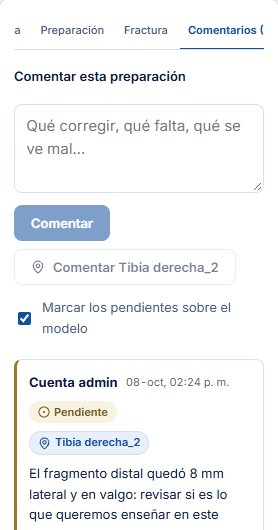 a Preparación Fractura Comentarios (
Comentar esta preparación
Qué corregir, qué falta, qué se
ve mal...
Comentar
Comentar Tibia derecha_2
Marcar los pendientes sobre el
modelo
Cuenta admin 08-oct, 02:24 p. m.
Pendiente
Tibia derecha_2
El fragmento distal quedó 8 mm
lateral y en valgo: revisar si es lo
que queremos enseñar en este